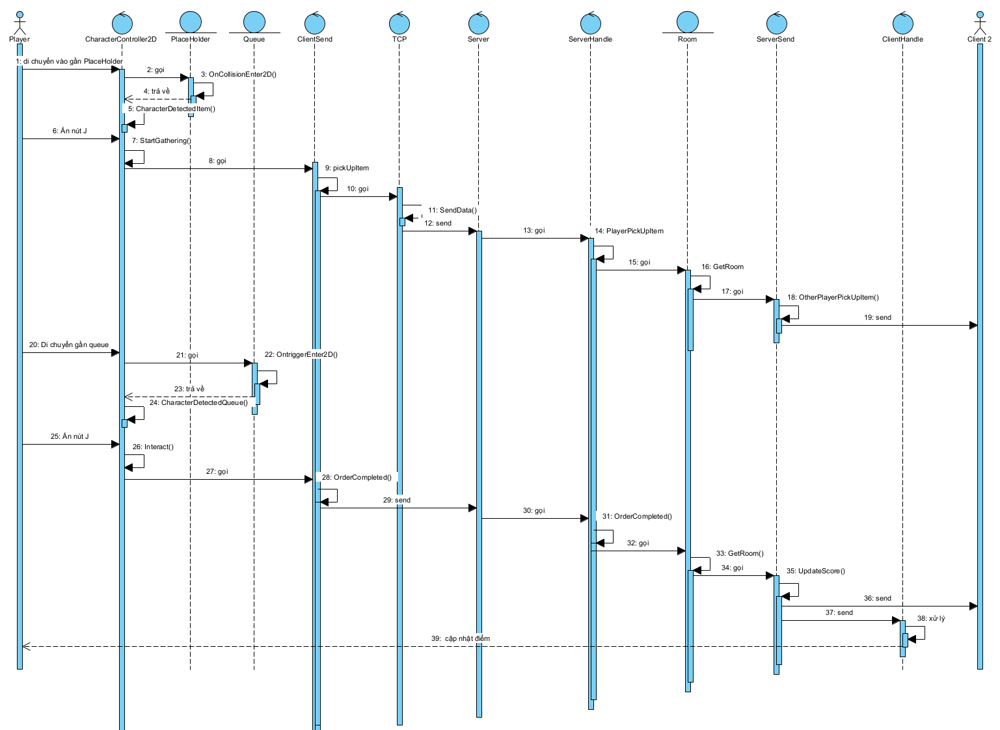 Player
CharacterController2D
PlaceHolder
Queue
ClientSend
TCP
Server
ServerHandle
Room
ServerSend
ClientHandle
Client 2
1: di chuyển vào gần PlaceHolder
2: gọi
3: OnCollisionEnter2D()
4: trả về
5: CharacterDetectedItem()
6: Ấn nút J
7: StartGathering()
8: gọi
9: pickUpItem
10: gọi
11: SendData()
12: send
13: gọi
14: PlayerPickUpItem
15: gọi
16: GetRoom
17: gọi
18: OtherPlayerPickUpItem()
19: send
20: Di chuyển gần queue
21: gọi
22: OntriggerEnter2D()
23: trả về
24: CharacterDetectedQueue()
25: Ấn nút J
26: Interact()
27: gọi
28: OrderCompleted()
29: send
30: gọi
31: OrderCompleted()
32: gọi
33: GetRoom()
34: gọi
35: UpdateScore()
36: send
37: send
38: xử lý
39: cập nhật điểm